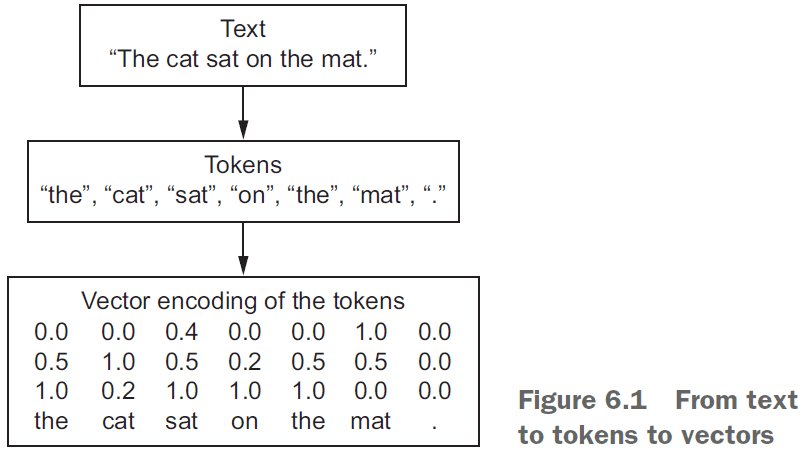 Text
“The cat sat on the mat.”
Tokens
“the”, “cat”, “sat”, “on”, “the”, “mat”, “.”
Vector encoding of the tokens
0.0 0.0 0.4 0.0 0.0 1.0 0.0
0.5 1.0 0.5 0.2 0.5 0.5 0.0
1.0 0.2 1.0 1.0 1.0 0.0 0.0
the cat sat on the mat .
Figure 6.1 From text
to tokens to vectors